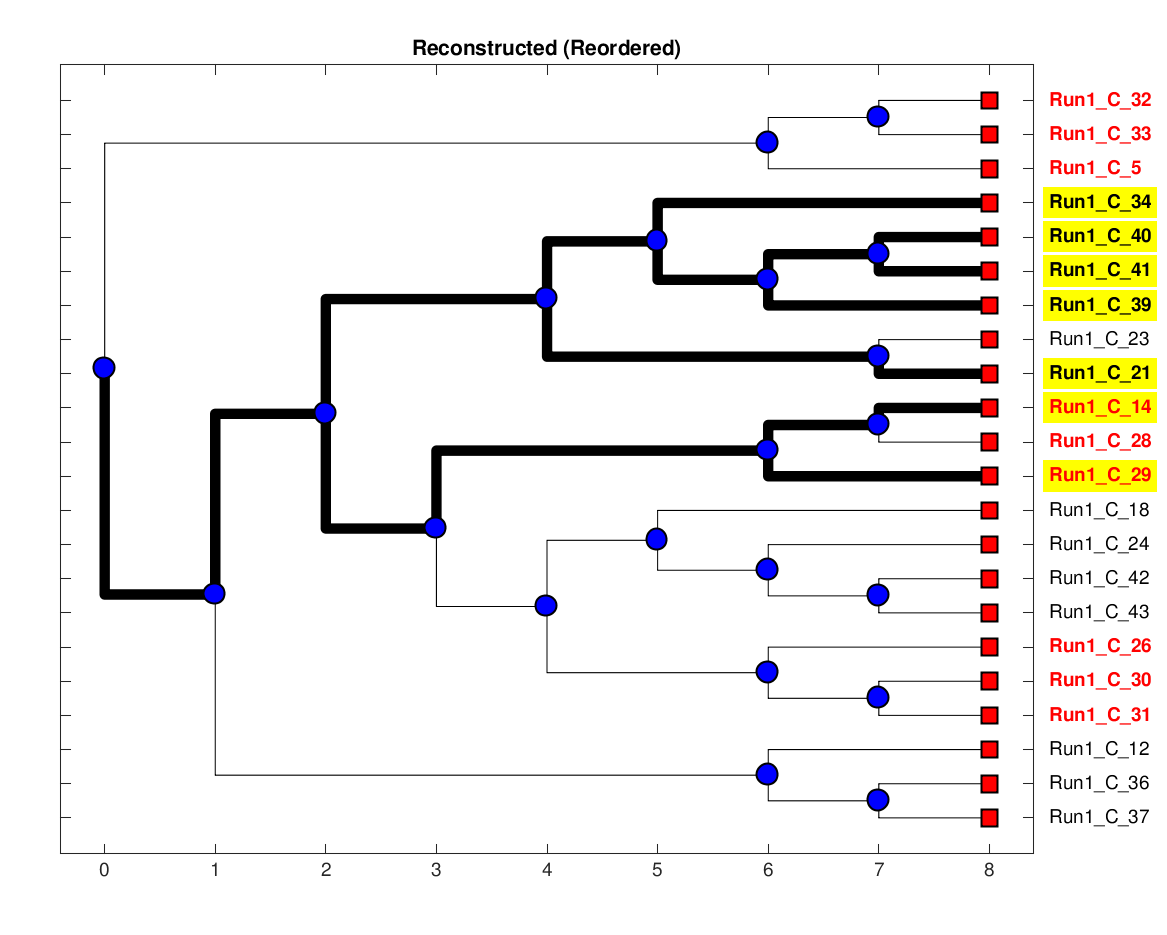 Reconstructed (Reordered)
Run1_C_32
Run1_C_33
Run1_C_5
Run1_C_34
Run1_C_40
Run1_C_41
Run1_C_39
Run1_C_23
Run1_C_21
Run1_C_14
Run1_C_28
Run1_C_29
Run1_C_18
Run1_C_24
Run1_C_42
Run1_C_43
Run1_C_26
Run1_C_30
Run1_C_31
Run1_C_12
Run1_C_36
Run1_C_37
0 1 2 3 4 5 6 7 8